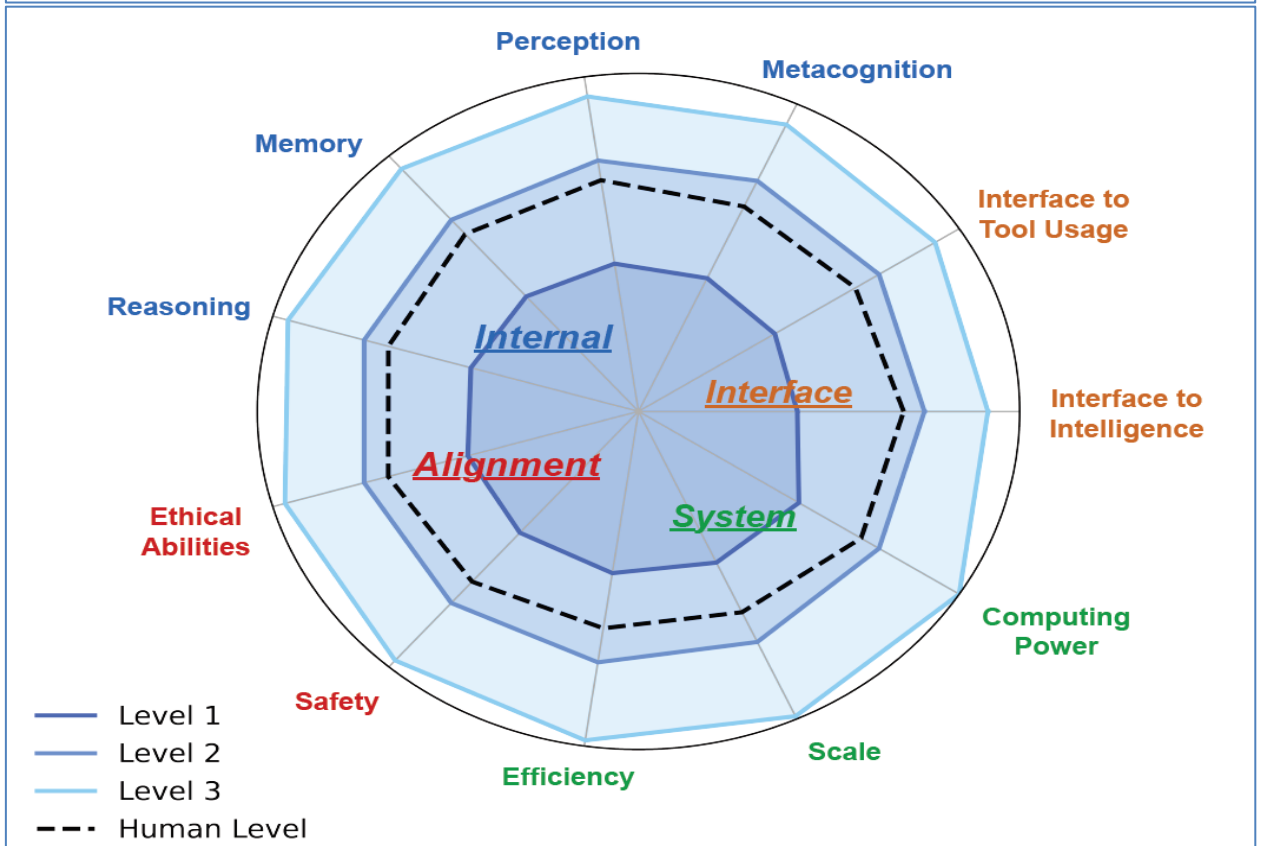 Perception
Metacognition
Memory
Interface to
Tool Usage
Reasoning
Internal
Interface
Interface to
Intelligence
Alignment
System
Ethical
Abilities
Computing
Power
Safety
Scale
Efficiency
Level 1
Level 2
Level 3
Human Level